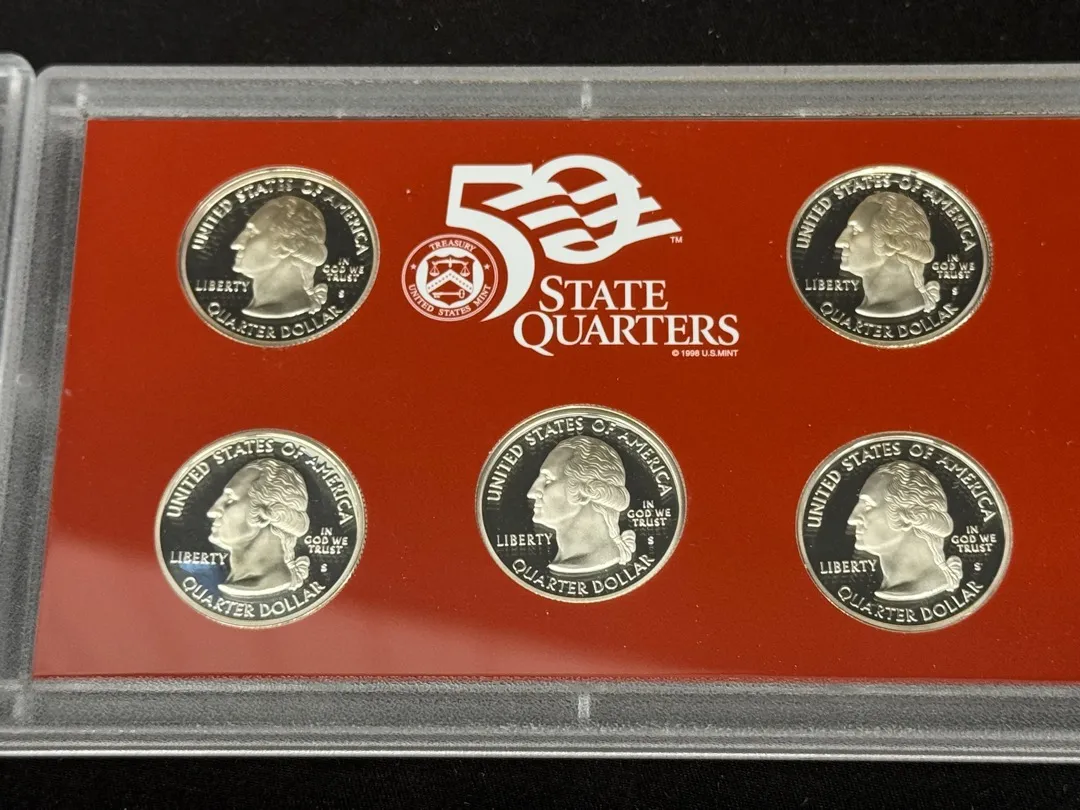 UNITED STATES OF AMERICA
LIBERTY
IN
GOD WE
TRUST
S
QUARTER DOLLAR
50
TM
TREASURY
UNITED STATES MINT
STATE
QUARTERS
© 1998 U.S. MINT
UNITED STATES OF AMERICA
LIBERTY
IN
GOD WE
TRUST
S
QUARTER DOLLAR
UNITED STATES OF AMERICA
LIBERTY
IN
GOD WE
TRUST
S
QUARTER DOLLAR
UNITED STATES OF AMERICA
LIBERTY
IN
GOD WE
TRUST
S
QUARTER DOLLAR
UNITED STATES OF AMERICA
LIBERTY
IN
GOD WE
TRUST
S
QUARTER DOLLAR